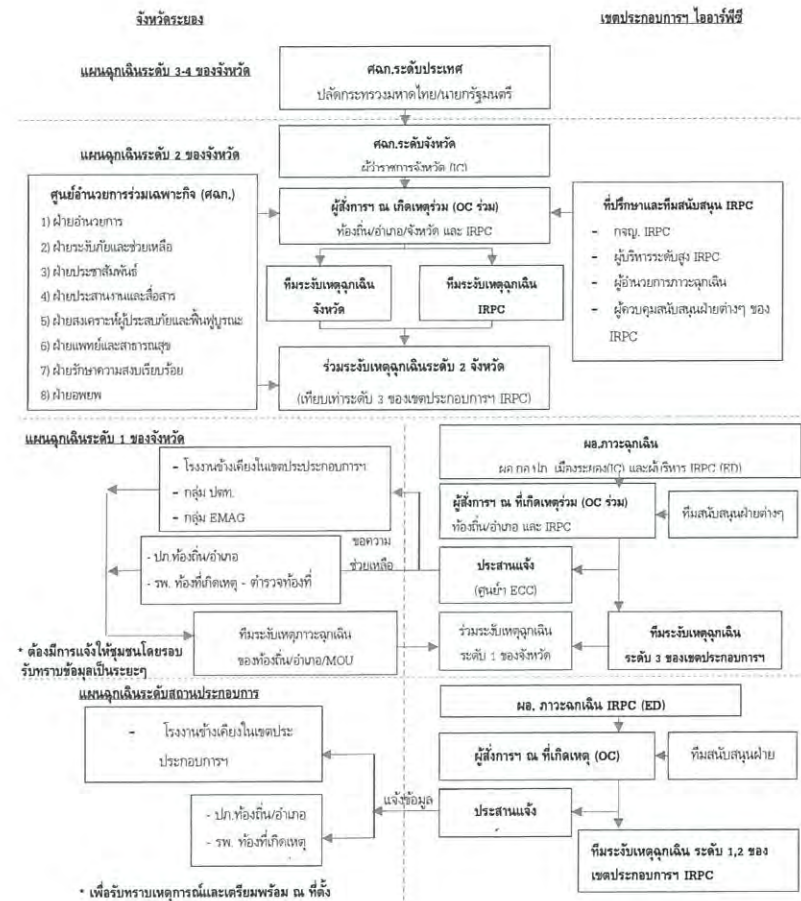 จังหวัดระยอง
เขตประกอบการฯ ไออาร์พีซี
แผนฉุกเฉินระดับ 3-4 ของจังหวัด
ศฉก.ระดับประเทศ
ปลัดกระทรวงมหาดไทย/นายกรัฐมนตรี
แผนฉุกเฉินระดับ 2 ของจังหวัด
ศฉก.ระดับจังหวัด
ผู้ว่าราชการจังหวัด (IC)
ศูนย์อำนวยการร่วมเฉพาะกิจ (ศฉก.)
1) ฝ่ายอำนวยการ
2) ฝ่ายระงับภัยและช่วยเหลือ
3) ฝ่ายประชาสัมพันธ์
4) ฝ่ายประสานงานและสื่อสาร
5) ฝ่ายสงเคราะห์ผู้ประสบภัยและฟื้นฟูบูรณะ
6) ฝ่ายแพทย์และสาธารณสุข
7) ฝ่ายรักษาความสงบเรียบร้อย
8) ฝ่ายอพยพ
ผู้สั่งการฯ ณ เกิดเหตุร่วม (OC ร่วม)
ท้องถิ่น/อำเภอ/จังหวัด และ IRPC
ทีมระงับเหตุฉุกเฉิน
จังหวัด
ทีมระงับเหตุฉุกเฉิน
IRPC
ร่วมระงับเหตุฉุกเฉินระดับ 2 จังหวัด
(เทียบเท่าระดับ 3 ของเขตประกอบการฯ IRPC)
ที่ปรึกษาและทีมสนับสนุน IRPC
- กจญ. IRPC
- ผู้บริหารระดับสูง IRPC
- ผู้อำนวยการภาวะฉุกเฉิน
- ผู้ควบคุมสนับสนุนฝ่ายต่างๆ ของ
IRPC
แผนฉุกเฉินระดับ 1 ของจังหวัด
- โรงงานข้างเคียงในเขตประประกอบการฯ
- กลุ่ม ปตท.
- กลุ่ม EMAG
- ปภ.ท้องถิ่น/อำเภอ
- รพ. ท้องที่เกิดเหตุ - ตำรวจท้องที่
ขอความ
ช่วยเหลือ
ทีมระงับเหตุภาวะฉุกเฉิน
ของท้องถิ่น/อำเภอ/MOU
* ต้องมีการแจ้งให้ชุมชนโดยรอบ
รับทราบข้อมูลเป็นระยะๆ
ผอ.ภาวะฉุกเฉิน
เมืองระยอง(IC) และผู้บริหาร IRPC (ED)
ผู้สั่งการฯ ณ ที่เกิดเหตุร่วม (OC ร่วม)
ท้องถิ่น/อำเภอ และ IRPC
ทีมสนับสนุนฝ่ายต่างๆ
ประสานแจ้ง
(ศูนย์ฯ ECC)
ร่วมระงับเหตุฉุกเฉิน
ระดับ 1 ของจังหวัด
ทีมระงับเหตุฉุกเฉิน
ระดับ 3 ของเขตประกอบการฯ
แผนฉุกเฉินระดับสถานประกอบการ
- โรงงานข้างเคียงในเขตประ
ประกอบการฯ
- ปภ.ท้องถิ่น/อำเภอ
- รพ. ท้องที่เกิดเหตุ
แจ้งข้อมูล
ผอ. ภาวะฉุกเฉิน IRPC (ED)
ผู้สั่งการฯ ณ ที่เกิดเหตุ (OC)
ทีมสนับสนุนฝ่าย
ประสานแจ้ง
ทีมระงับเหตุฉุกเฉิน ระดับ 1,2 ของ
เขตประกอบการฯ IRPC
* เพื่อรับทราบเหตุการณ์และเตรียมพร้อม ณ ที่ตั้ง